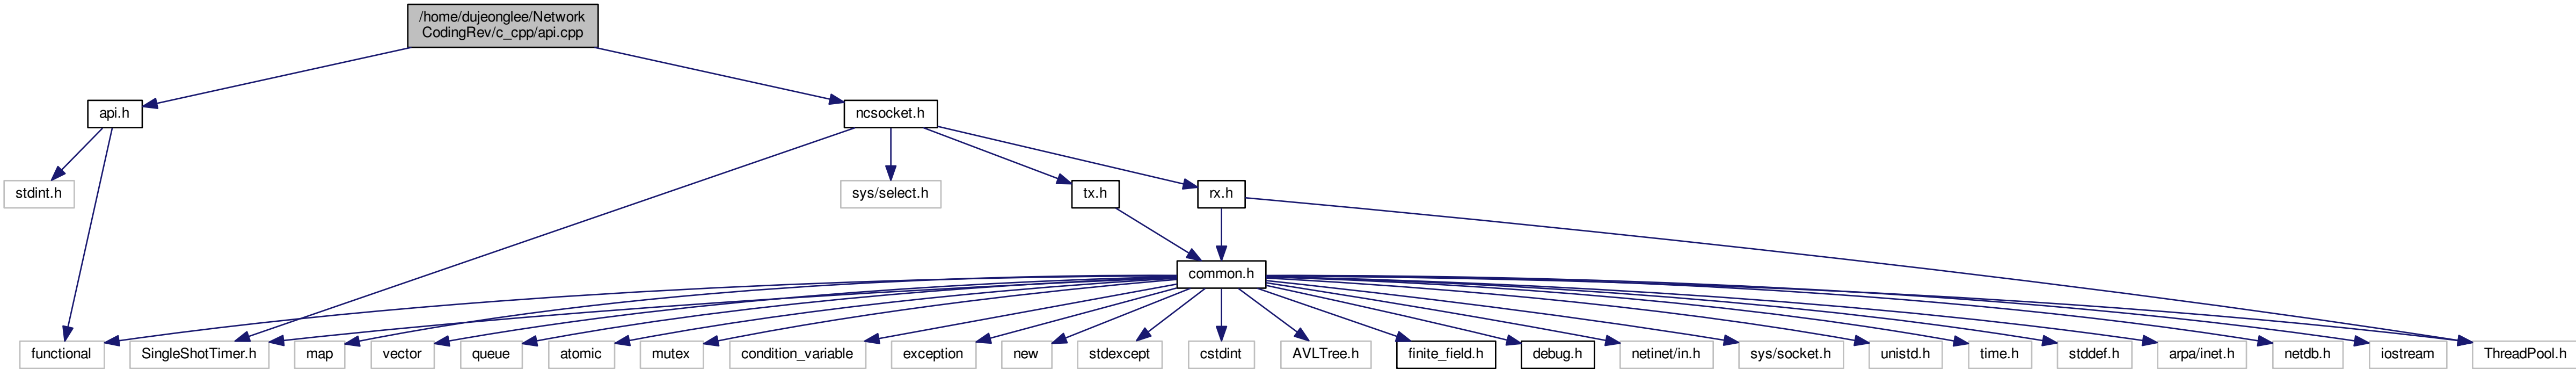 /home/dujeonglee/Network
CodingRev/c_cpp/api.cpp
api.h
ncsocket.h
stdint.h
sys/select.h
tx.h
rx.h
common.h
functional
SingleShotTimer.h
map
vector
queue
atomic
mutex
condition_variable
exception
new
stdexcept
cstdint
AVLTree.h
finite_field.h
debug.h
netinet/in.h
sys/socket.h
unistd.h
time.h
stddef.h
arpa/inet.h
netdb.h
iostream
ThreadPool.h